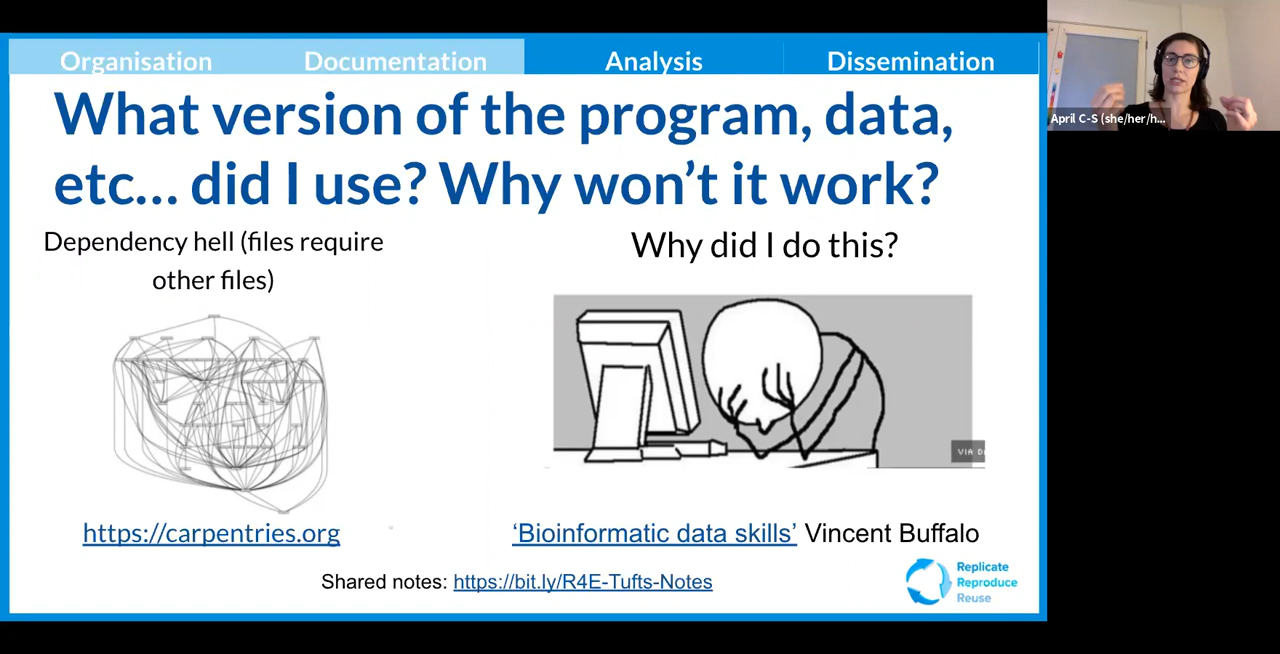 Organisation Documentation Analysis Dissemination
What version of the program, data,
etc... did I use? Why won't it work?
Dependency hell (files require
other files)
Why did I do this?
VIA
https://carpentries.org
'Bioinformatic data skills' Vincent Buffalo
Shared notes: https://bit.ly/R4E-Tufts-Notes
Replicate
Reproduce
Reuse
April C-S (she/her/h...